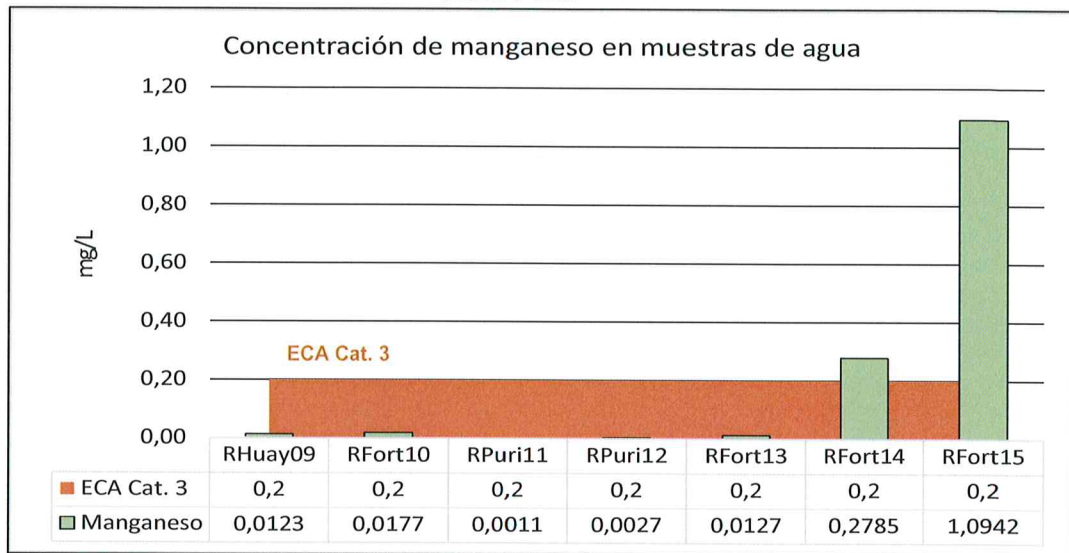 Concentración de manganeso en muestras de agua
1,20
1,00
0,80
0,60
0,40
0,20
0,00
mg/L
ECA Cat. 3
RHuay09 RFort10 RPuri11 RPuri12 RFort13 RFort14 RFort15
ECA Cat. 3 0,2 0,2 0,2 0,2 0,2 0,2 0,2
Manganeso 0,0123 0,0177 0,0011 0,0027 0,0127 0,2785 1,0942